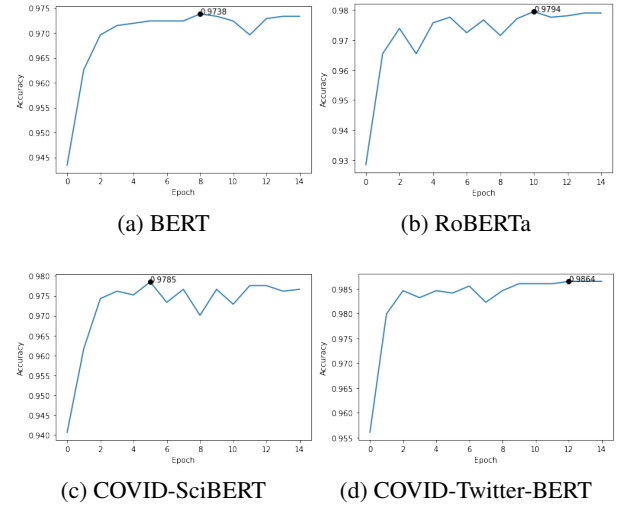 0.975
0.970
0.965
0.960
0.955
0.950
0.945
Accuracy
0.9738
0 2 4 6 8 10 12 14
Epoch
(a) BERT
0.98
0.97
0.96
0.95
0.94
0.93
Accuracy
0.9794
0 2 4 6 8 10 12 14
Epoch
(b) RoBERTa
0.980
0.975
0.970
0.965
0.960
0.955
0.950
0.945
0.940
Accuracy
0.9785
0 2 4 6 8 10 12 14
Epoch
(c) COVID-SciBERT
0.985
0.980
0.975
0.970
0.965
0.960
0.955
Accuracy
0.9864
0 2 4 6 8 10 12 14
Epoch
(d) COVID-Twitter-BERT